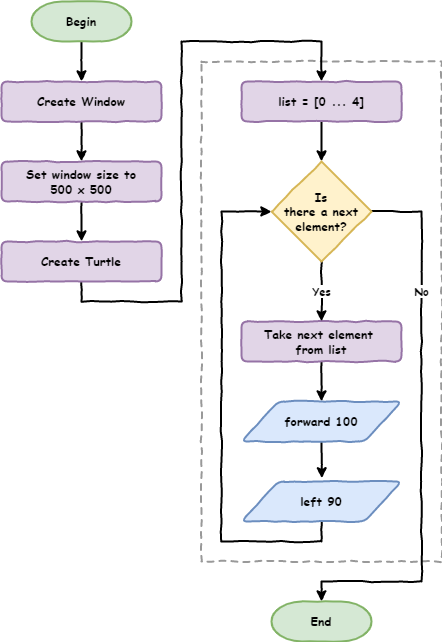 Begin
Create Window
Set window size to
500 x 500
Create Turtle
list = [0 ... 4]
Is
there a next
element?
Yes
No
Take next element
from list
forward 100
left 90
End